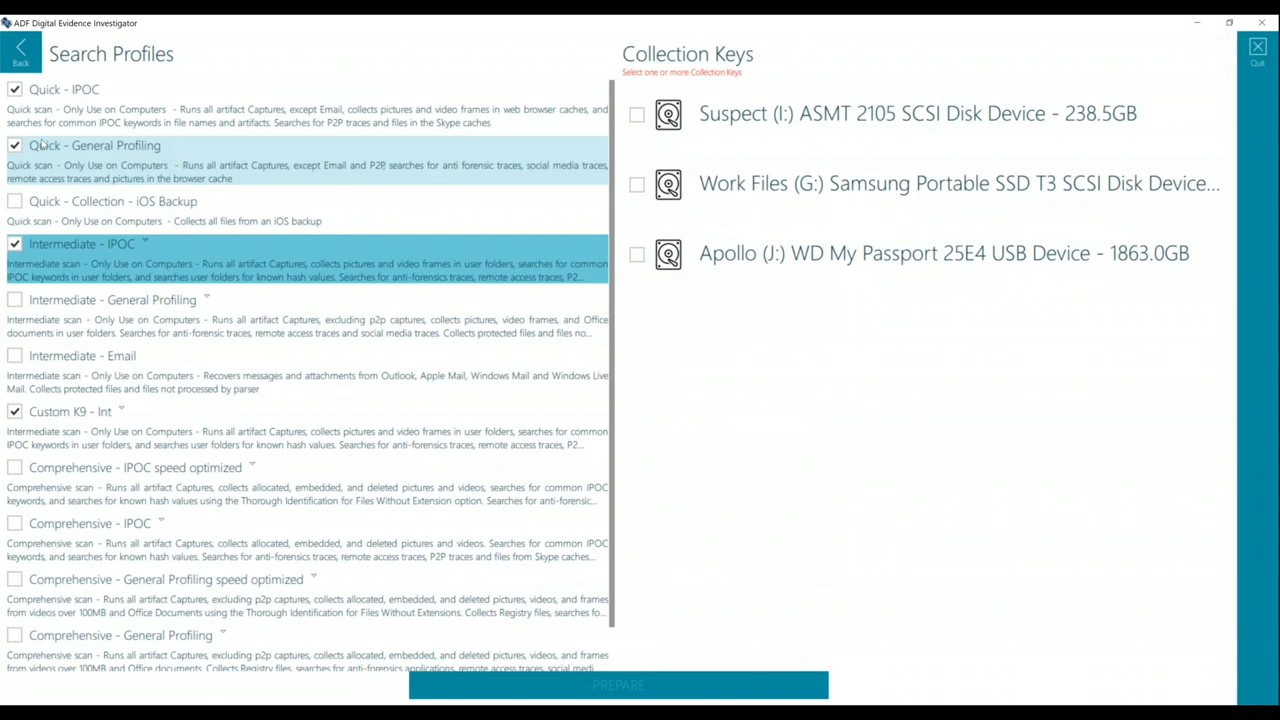 ADF Digital Evidence Investigator
Back
Search Profiles
Quick - IPOC
Quick scan - Only Use on Computers - Runs all artifact Captures, except Email, collects pictures and video frames in web browser caches, and
searches for common IPOC keywords in file names and artifacts. Searches for P2P traces and files in the Skype caches
Quick - General Profiling
Quick scan - Only Use on Computers - Runs all artifact Captures, except Email and P2P, searches for anti forensic traces, social media traces,
remote access traces and pictures in the browser cache
Quick - Collection - iOS Backup
Quick scan - Only Use on Computers - Collects all files from an iOS backup
Intermediate - IPOC
Intermediate scan - Only Use on Computers - Runs all artifact Captures, collects pictures and video frames in user folders, searches for common
IPOC keywords in user folders, and searches user folders for known hash values. Searches for anti-forensic traces, remote access traces, P2...
Intermediate - General Profiling
Intermediate scan - Only Use on Computers - Runs all artifact Captures, excluding p2p captures, collects pictures, video frames, and Office
documents in user folders. Searches for anti-forensic traces, remote access traces and social media traces. Collects protected files and files no...
Intermediate - Email
Intermediate scan - Only Use on Computers - Recovers messages and attachments from Outlook, Apple Mail, Windows Mail and Windows Live
Mail. Collects protected files and files not processed by parser
Custom K9 - Int
Intermediate scan - Only Use on Computers - Runs all artifact Captures, collects pictures and video frames in user folders, searches for common
IPOC keywords in user folders, and searches user folders for known hash values. Searches for anti-forensics traces, remote access traces, P2...
Comprehensive - IPOC speed optimized
Comprehensive scan - Runs all artifact Captures, collects allocated, embedded, and deleted pictures and videos, searches for common IPOC
keywords, and searches for known hash values using the Thorough Identification for Files Without Extension option. Searches for anti-forensic...
Comprehensive - IPOC
Comprehensive scan - Runs all artifact Captures, collects allocated, embedded, and deleted pictures and videos. Searches for common IPOC
keywords, and searches for known hash values. Searches for anti-forensics traces, remote access traces, P2P traces and files from Skype caches...
Comprehensive - General Profiling speed optimized
Comprehensive scan - Runs all artifact Captures, excluding p2p captures, collects allocated, embedded, and deleted pictures, videos, and frames
from videos over 100MB and Office Documents using the Thorough Identification for Files Without Extensions. Collects Registry files, searches fo...
Comprehensive - General Profiling
Comprehensive scan - Runs all artifact Captures, excluding p2p captures, collects allocated, embedded, and deleted pictures, videos, and frames
from videos over 100MB and Office documents. Collects Registry files, searches for anti-forensics applications, remote access traces, social medi...
Collection Keys
Select one or more Collection Keys
Suspect (I:) ASMT 2105 SCSI Disk Device - 238.5GB
Work Files (G:) Samsung Portable SSD T3 SCSI Disk Device...
Apollo (J:) WD My Passport 25E4 USB Device - 1863.0GB
Quit
PREPARE